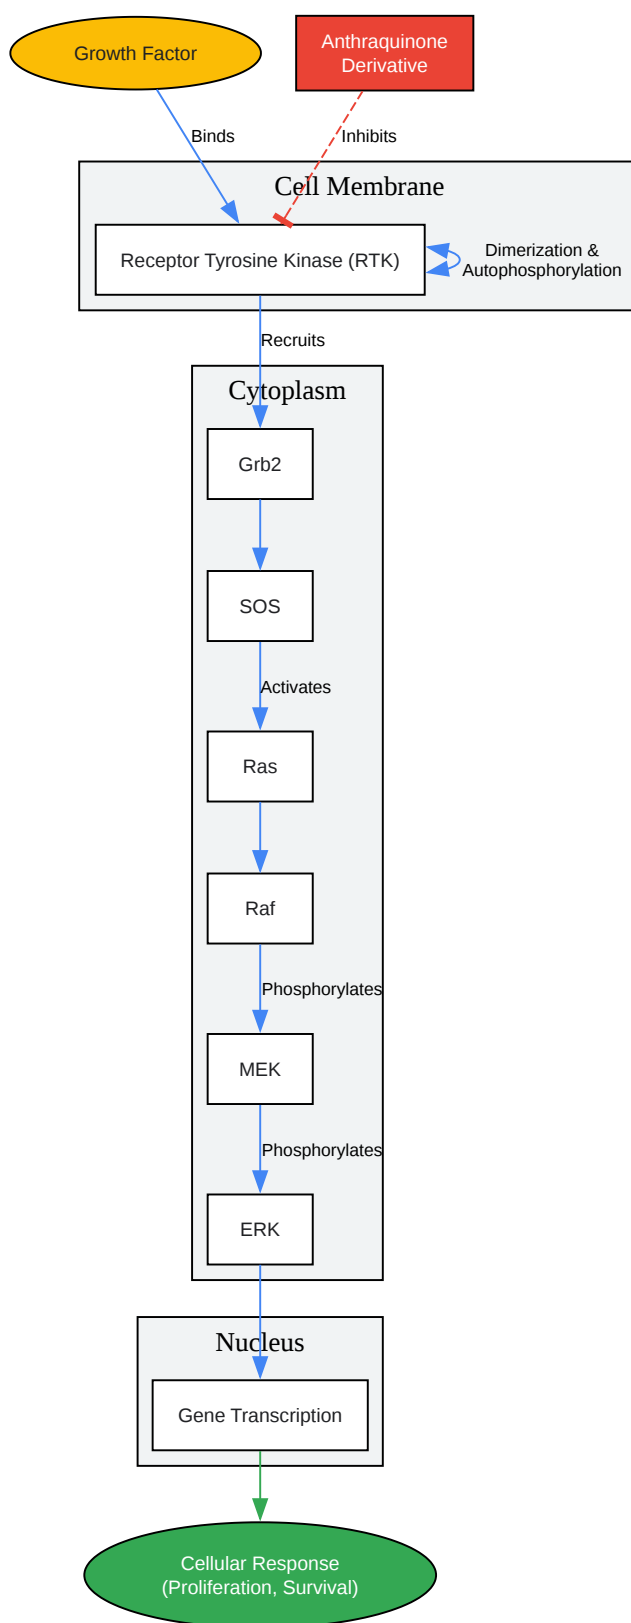 Growth Factor
Anthraquinone
Derivative
Binds
Inhibits
Cell Membrane
Receptor Tyrosine Kinase (RTK)
Dimerization &
Autophosphorylation
Recruits
Cytoplasm
Grb2
SOS
Activates
Ras
Raf
Phosphorylates
MEK
Phosphorylates
ERK
Nucleus
Gene Transcription
Cellular Response
(Proliferation, Survival)